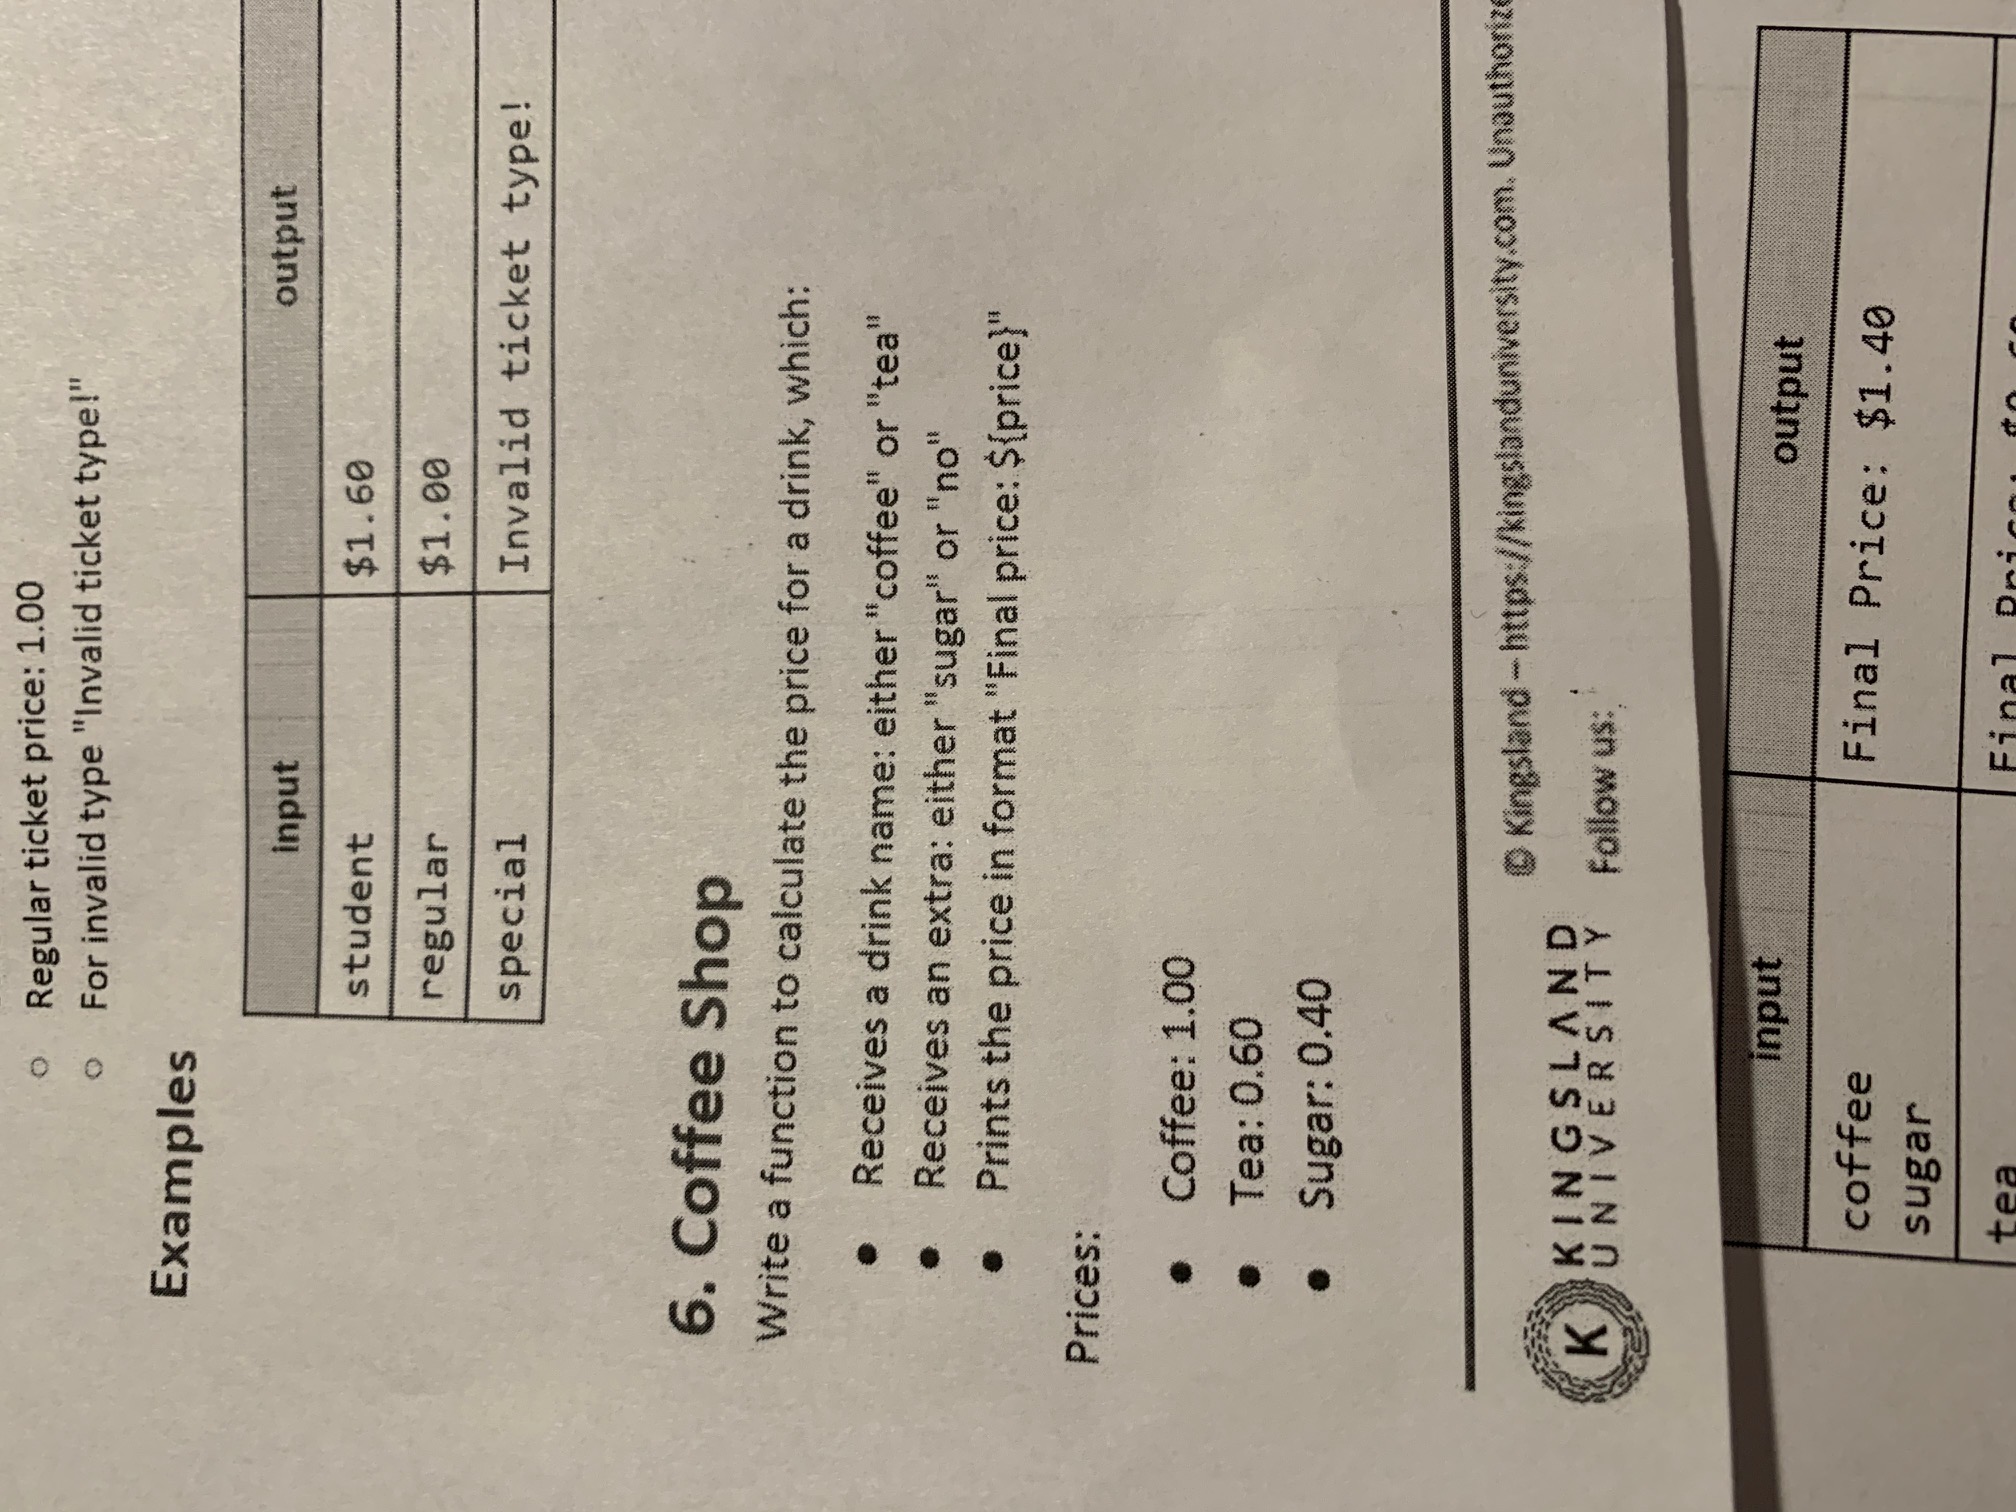 Regular ticket price: 1.00
For invalid type "Invalid ticket type!"
Examples
input output
student $1.60
regular $1.00
special Invalid ticket type!
6. Coffee Shop
Write a function to calculate the price for a drink, which:
Receives a drink name: either "coffee" or "tea"
Receives an extra: either "sugar" or "no"
Prints the price in format "Final price: ${price}"
Prices:
Coffee: 1.00
Tea: 0.60
Sugar: 0.40
© Kingsland – https://kingslanduniversity.com. Unauthorize
K KINGSLAND
UNIVERSITY
Follow us:
input output
coffee Final Price: $1.40
sugar
tea Final Price: